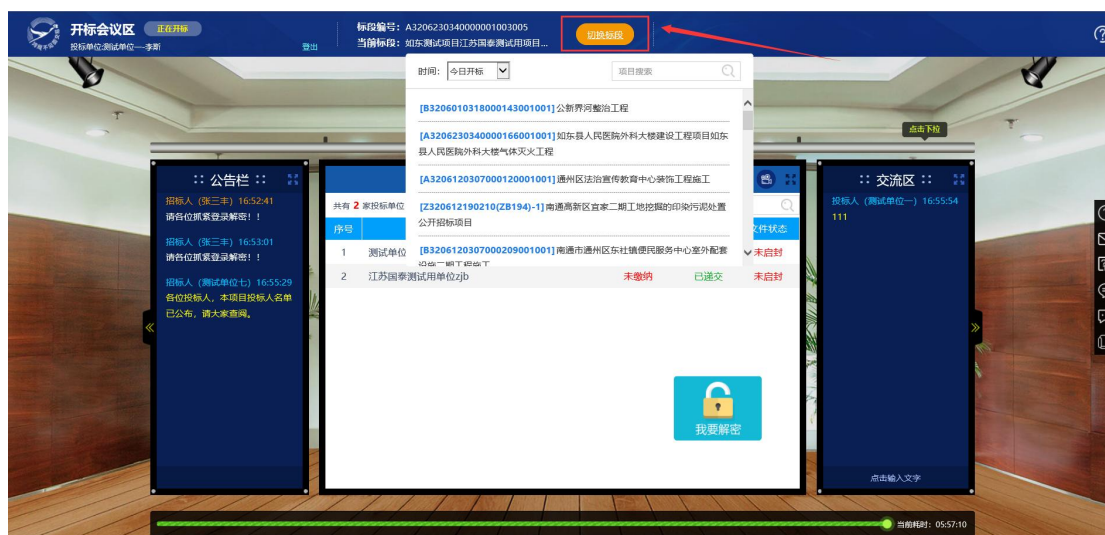 开标会议区 正在开标
投标单位:测试单位一---李斯 登出
标段编号：A3206230340000001003005
当前标段：如东测试项目江苏国泰测试用项目...
切换标段
时间: 今日开标
项目搜索
[B3206010318000143001001]公新界河整治工程
[A3206230340000166001001]如东县人民医院外科大楼建设工程项目如东
县人民医院外科大楼气体灭火工程
[A3206120307000120001001]通州区法治宣传教育中心装饰工程施工
[Z320612190210(ZB194)-1]南通高新区宜家二期工地挖掘的印染污泥处置
公开招标项目
[B3206120307000209001001]南通市通州区东社镇便民服务中心室外配套
设施二期工程施工
点击下拉
:: 公告栏 ::
招标人（张三丰）16:52:41
请各位抓紧登录解密！！
招标人（张三丰）16:53:01
请各位抓紧登录解密！！
招标人（测试单位七）16:55:29
各位投标人，本项目投标人名单
已公布，请大家查阅。
共有 2 家投标单位
序号 文件状态
1 测试单位 未启封
2 江苏国泰测试用单位zjb 未缴纳 已递交 未启封
我要解密
:: 交流区 ::
投标人（测试单位一）16:55:54
111
点击输入文字
当前耗时：05:57:10